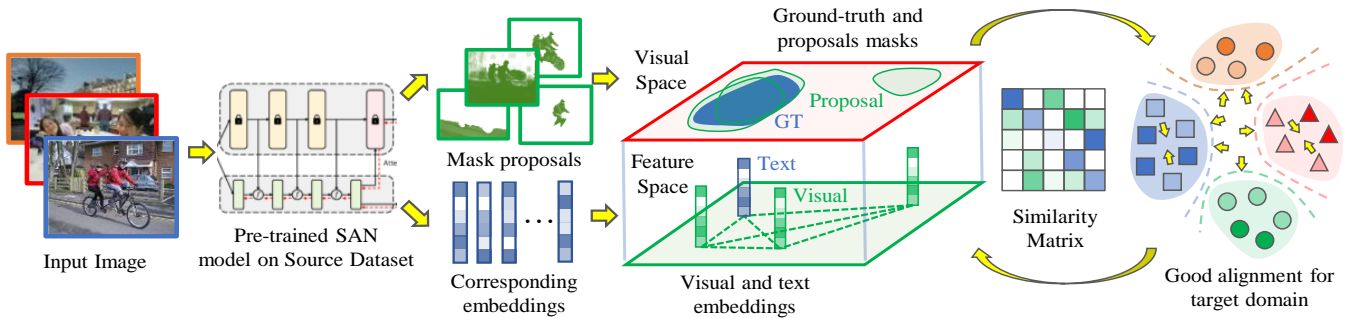 Input Image
Pre-trained SAN
model on Source Dataset
Atte
Mask proposals
...
Corresponding
embeddings
Visual
Space
Ground-truth and
proposals masks
Proposal
GT
Feature
Space
Text
Visual
Visual and text
embeddings
Similarity
Matrix
Good alignment for
target domain